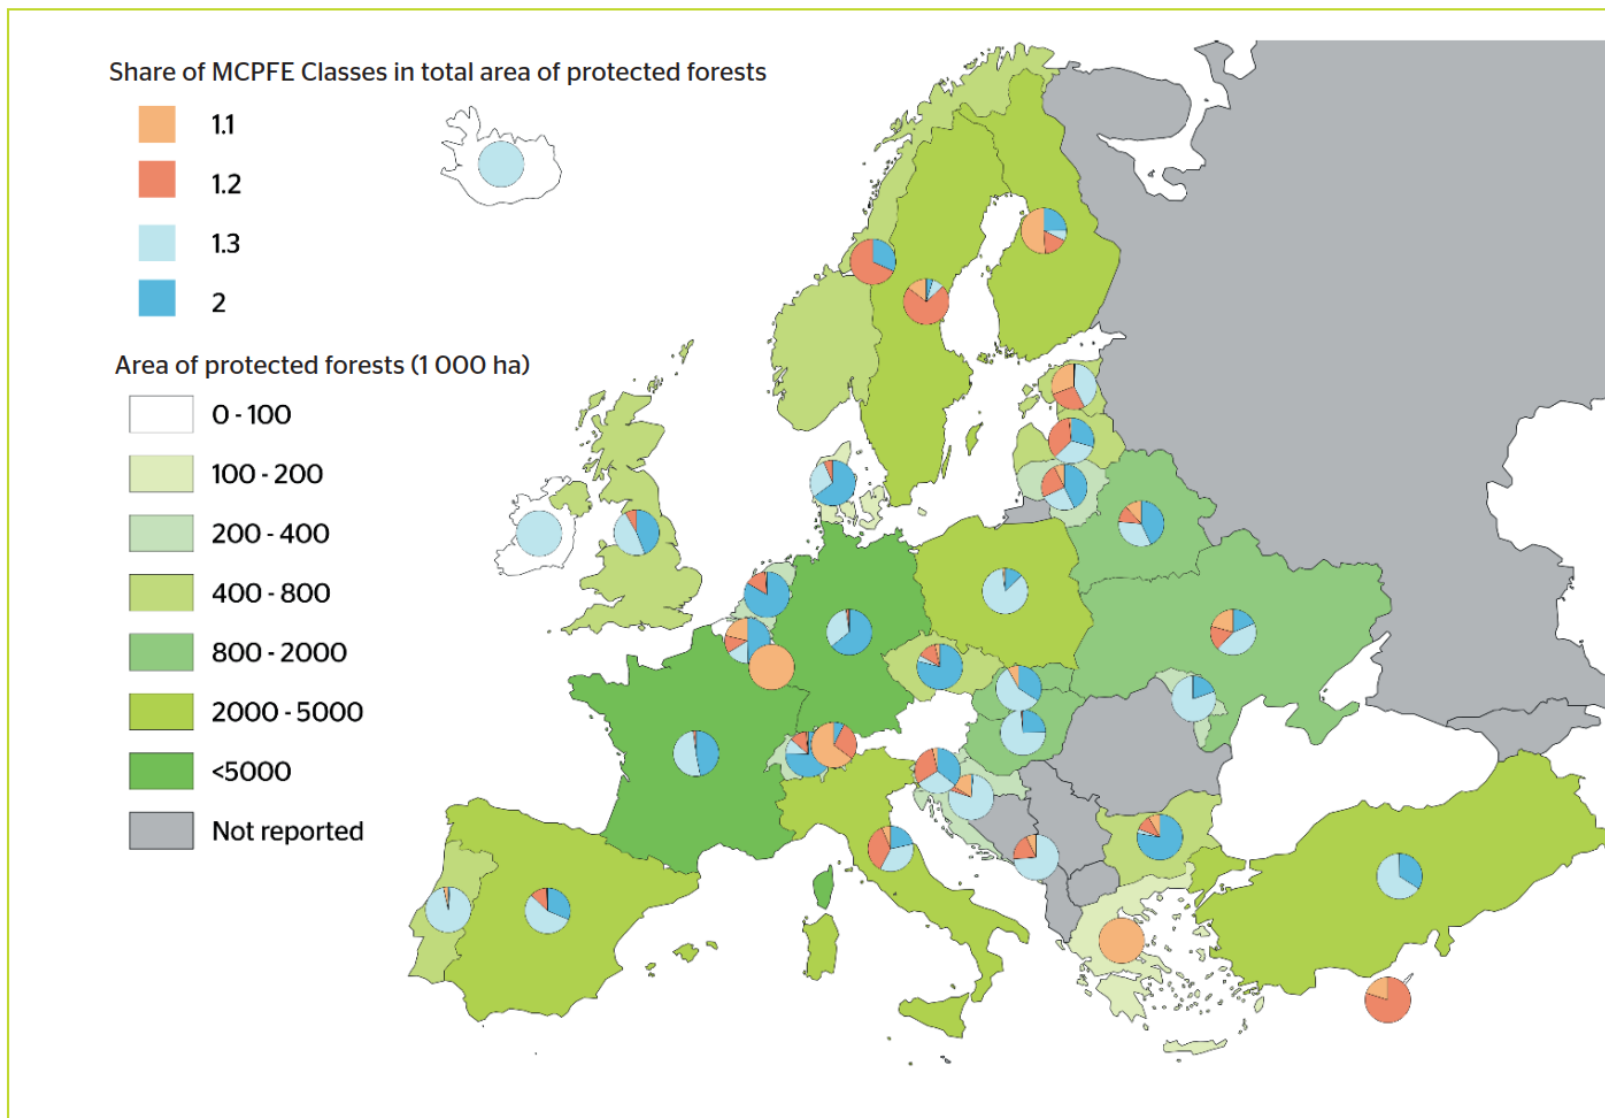 Share of MCPFE Classes in total area of protected forests
1.1
1.2
1.3
2
Area of protected forests (1 000 ha)
0 - 100
100 - 200
200 - 400
400 - 800
800 - 2000
2000 - 5000
<5000
Not reported